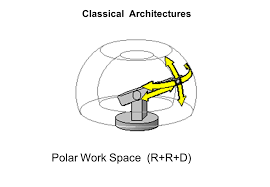 Classical Architectures
Polar Work Space (R+R+D)